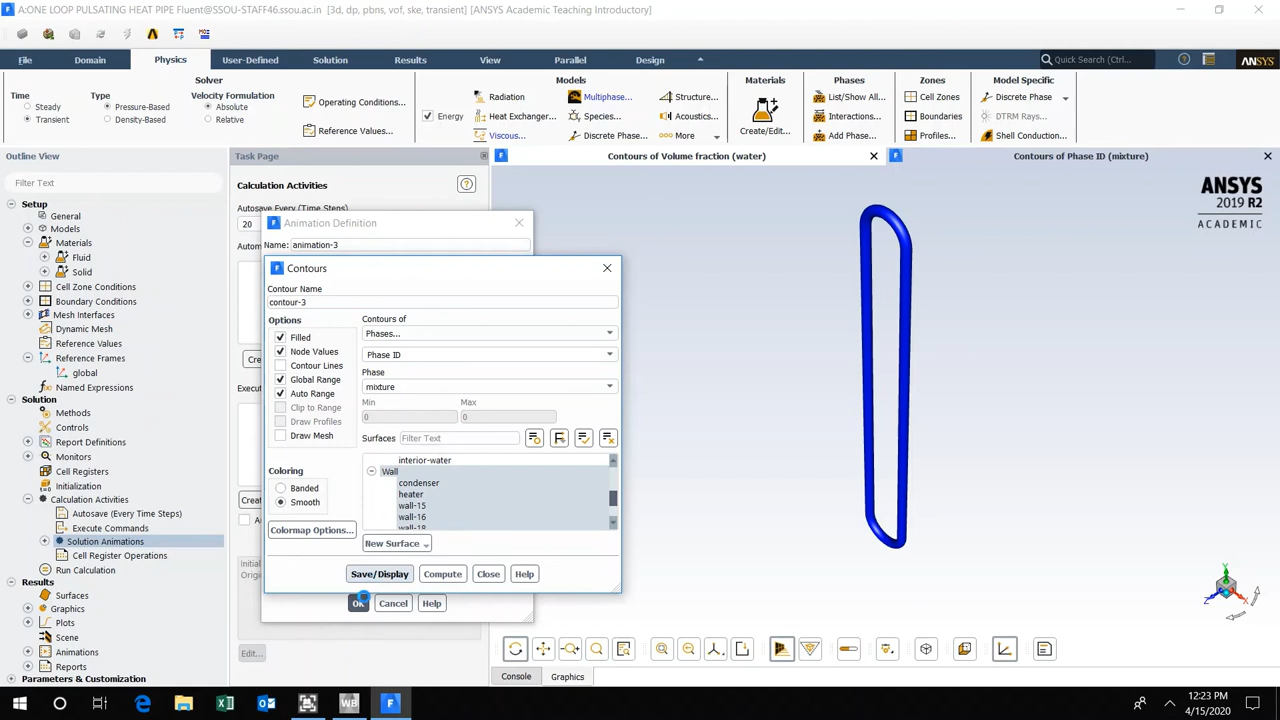 A:ONE LOOP PULSATING HEAT PIPE Fluent@SSOU-STAFF46.ssou.ac.in [3d, dp, pbns, vof, ske, transient] [ANSYS Academic Teaching Introductory]
File Domain Physics User-Defined Solution Results View Parallel Design Quick Search (Ctrl... ANSYS
Solver Models Materials Phases Zones Model Specific
Time Type Velocity Formulation
Steady Pressure-Based Absolute Operating Conditions... Radiation Multiphase... Structure... List/Show All... Cell Zones Discrete Phase
Transient Density-Based Relative Reference Values... Energy Heat Exchanger... Species... Acoustics... Create/Edit... Interactions... Boundaries DTRM Rays...
Viscous... Discrete Phase... More Add Phase... Profiles... Shell Conduction...
Outline View
Filter Text
Setup
General
Models
Materials
Fluid
Solid
Cell Zone Conditions
Boundary Conditions
Mesh Interfaces
Dynamic Mesh
Reference Values
Reference Frames
global
Named Expressions
Solution
Methods
Controls
Report Definitions
Monitors
Cell Registers
Initialization
Calculation Activities
Autosave (Every Time Steps)
Execute Commands
Solution Animations
Cell Register Operations
Run Calculation
Results
Surfaces
Graphics
Plots
Scene
Animations
Reports
Parameters & Customization
Task Page
Calculation Activities
Autosave Every (Time Steps)
20
Edit...
Animation Definition
Name: animation-3
Contours
Contour Name
contour-3
Options
Filled
Node Values
Contour Lines
Global Range
Auto Range
Clip to Range
Draw Profiles
Draw Mesh
Coloring
Banded
Smooth
Colormap Options...
Contours of
Phases...
Phase ID
Phase
mixture
Min Max
0 0
Surfaces Filter Text
interior-water
Wall
condenser
heater
wall-15
wall-16
wall-18
New Surface
Save/Display Compute Close Help
OK Cancel Help
Contours of Volume fraction (water) Contours of Phase ID (mixture)
ANSYS
2019 R2
ACADEMIC
Y
Z X
Console Graphics
12:23 PM
4/15/2020